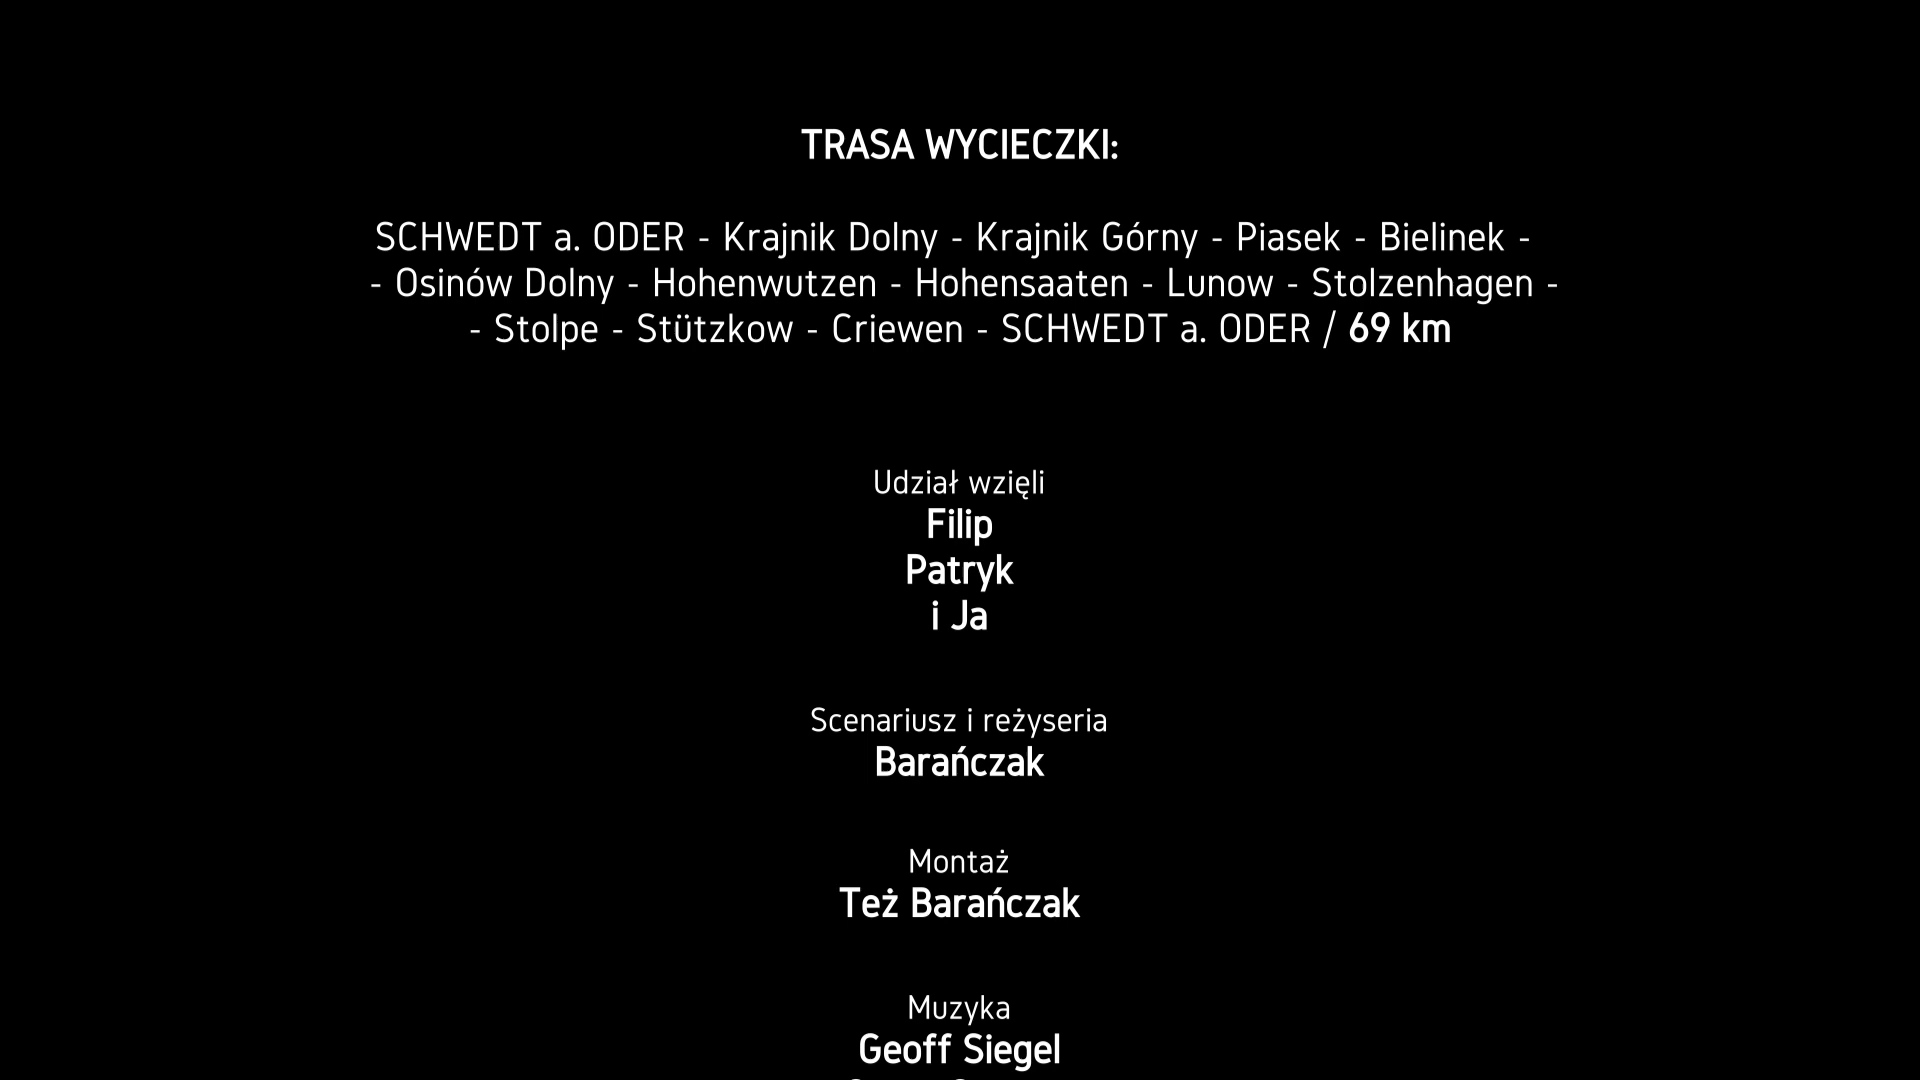 TRASA WYCIECZKI:
SCHWEDT a. ODER - Krajnik Dolny - Krajnik Górny - Piasek - Bielinek -
- Osinów Dolny - Hohenwutzen - Hohensaaten - Lunow - Stolzenhagen -
- Stolpe - Stützkow - Criewen - SCHWEDT a. ODER / 69 km
Udział wzięli
Filip
Patryk
i Ja
Scenariusz i reżyseria
Barańczak
Montaż
Też Barańczak
Muzyka
Geoff Siegel